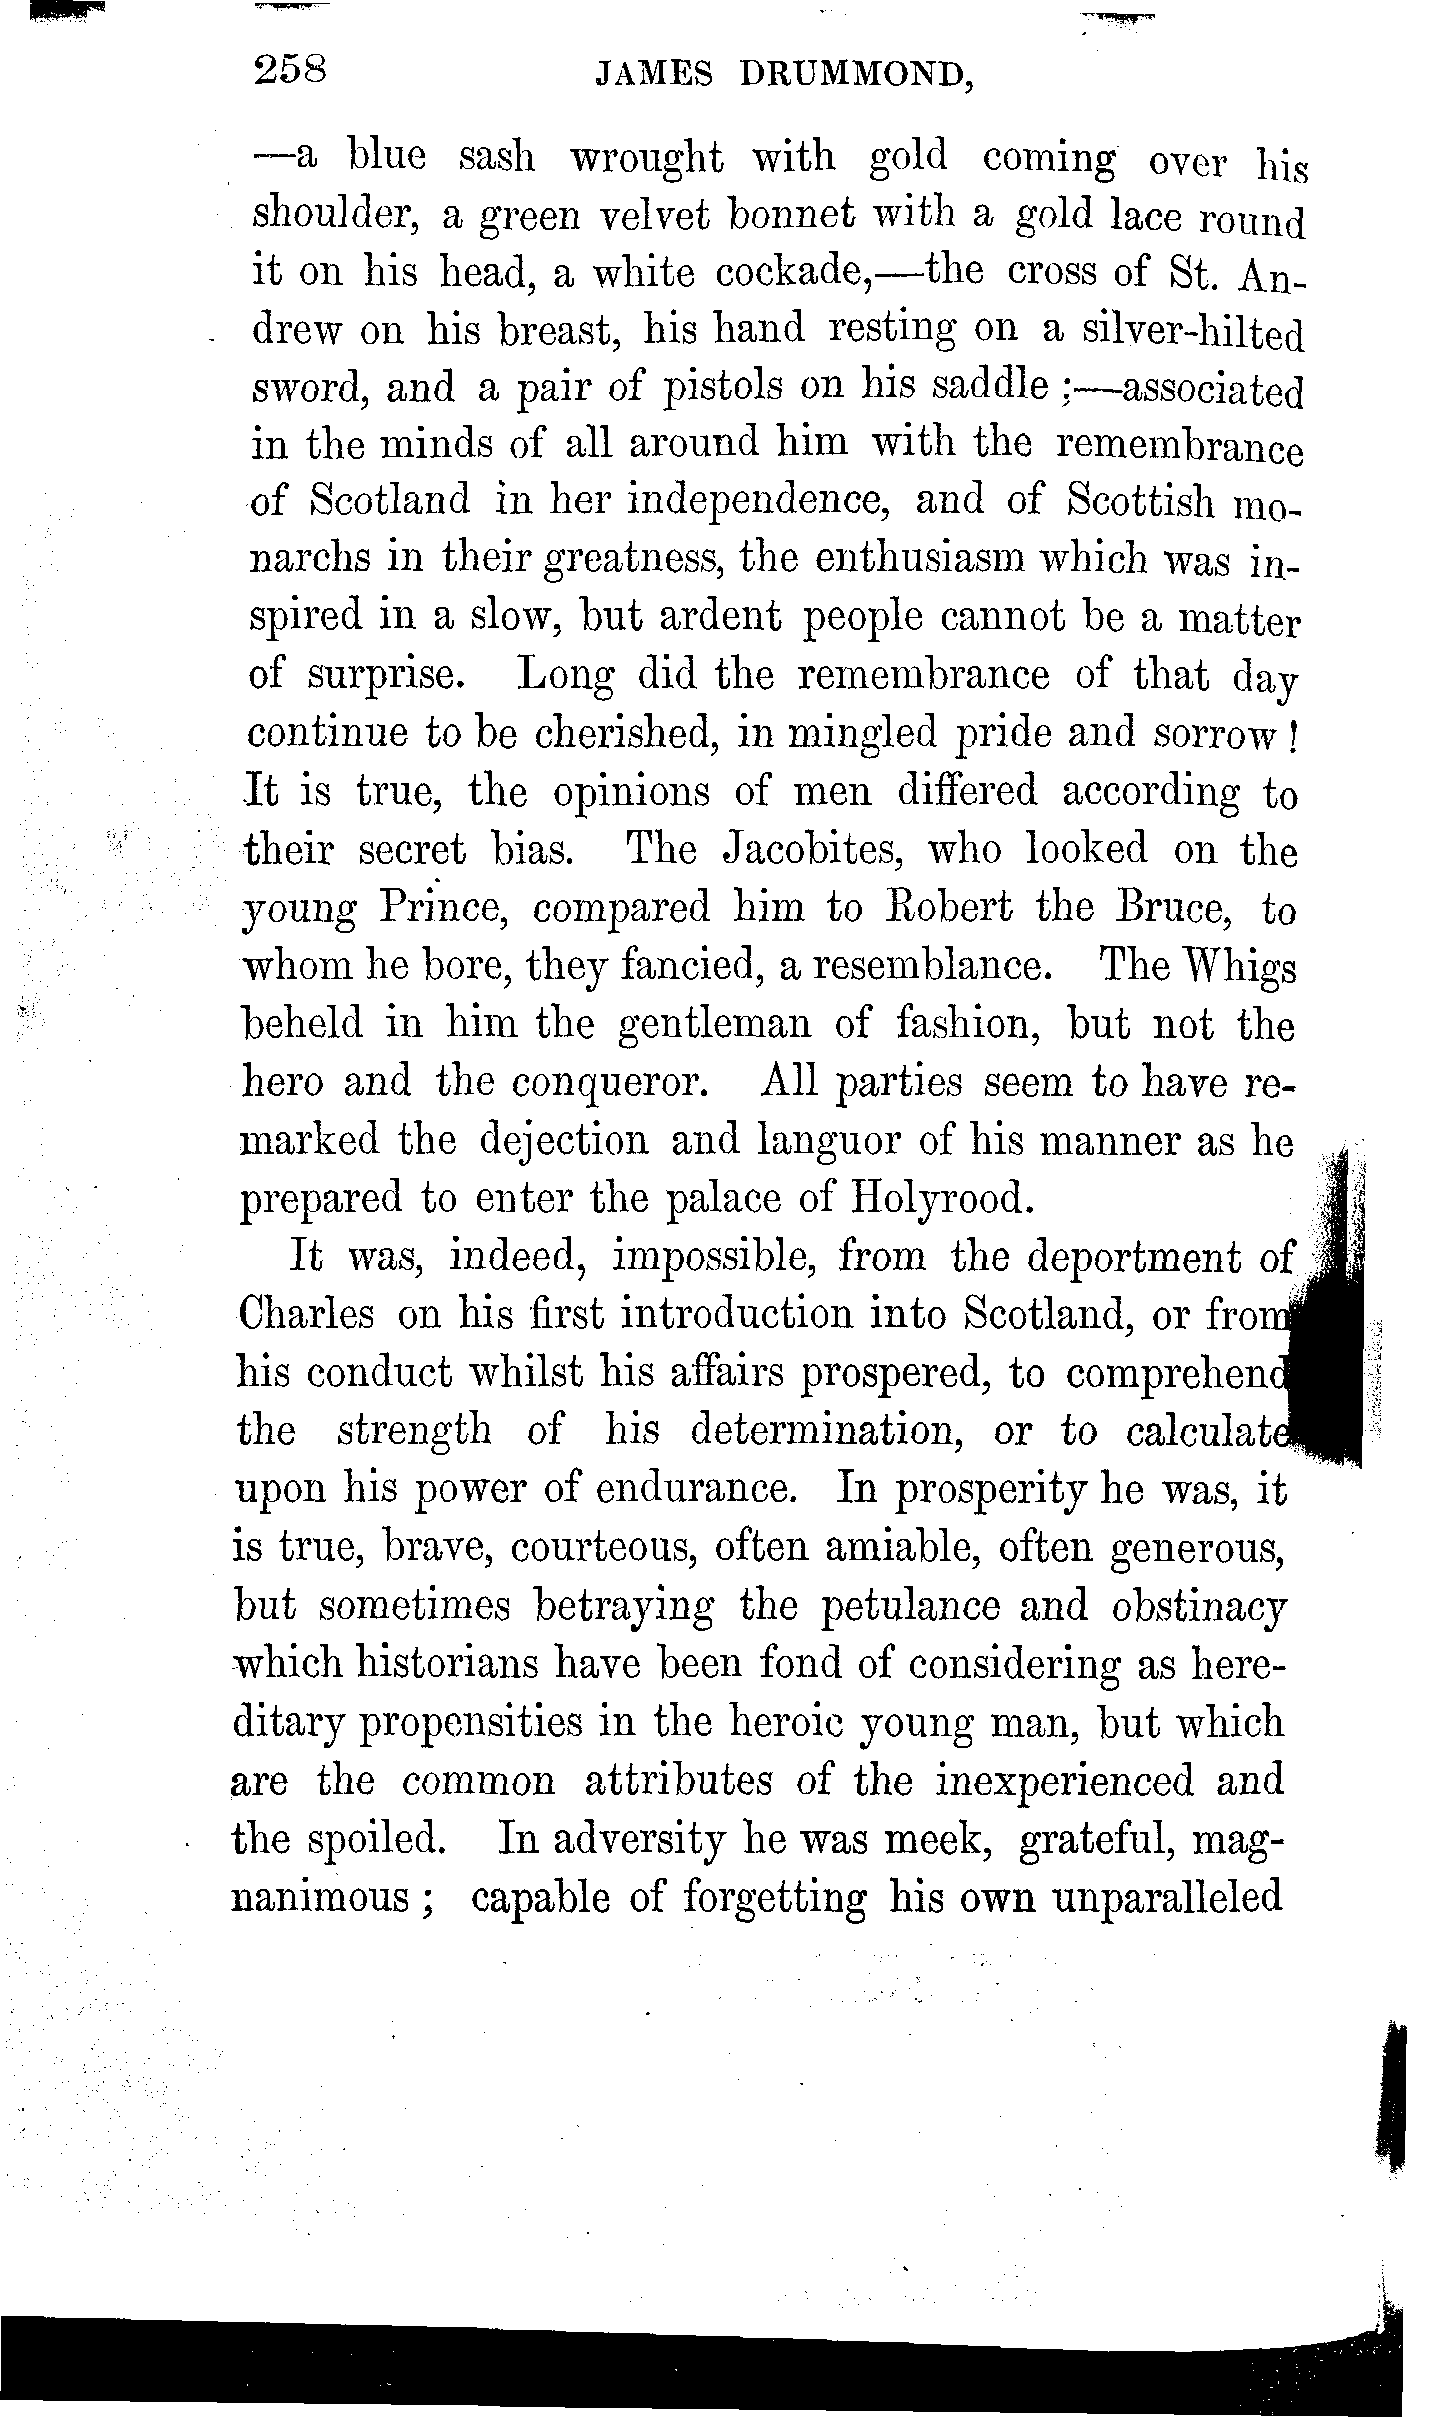 258 JAMES DRUMMOND,
—a blue sash wrought with gold coming over his
shoulder, a green velvet bonnet with a gold lace round
it on his head, a white cockade,—the cross of St. An-
drew on his breast, his hand resting on a silver-hilted
sword, and a pair of pistols on his saddle ;—associated
in the minds of all around him with the remembrance
of Scotland in her independence, and of Scottish mo-
narchs in their greatness, the enthusiasm which was in-
spired in a slow, but ardent people cannot be a matter
of surprise. Long did the remembrance of that day
continue to be cherished, in mingled pride and sorrow !
It is true, the opinions of men differed according to
their secret bias. The Jacobites, who looked on the
young Prince, compared him to Robert the Bruce, to
whom he bore, they fancied, a resemblance. The Whigs
beheld in him the gentleman of fashion, but not the
hero and the conqueror. All parties seem to have re-
marked the dejection and languor of his manner as he
prepared to enter the palace of Holyrood.
It was, indeed, impossible, from the deportment of
Charles on his first introduction into Scotland, or from
his conduct whilst his affairs prospered, to comprehend
the strength of his determination, or to calculate
upon his power of endurance. In prosperity he was, it
is true, brave, courteous, often amiable, often generous,
but sometimes betraying the petulance and obstinacy
which historians have been fond of considering as here-
ditary propensities in the heroic young man, but which
are the common attributes of the inexperienced and
the spoiled. In adversity he was meek, grateful, mag-
nanimous ; capable of forgetting his own unparalleled